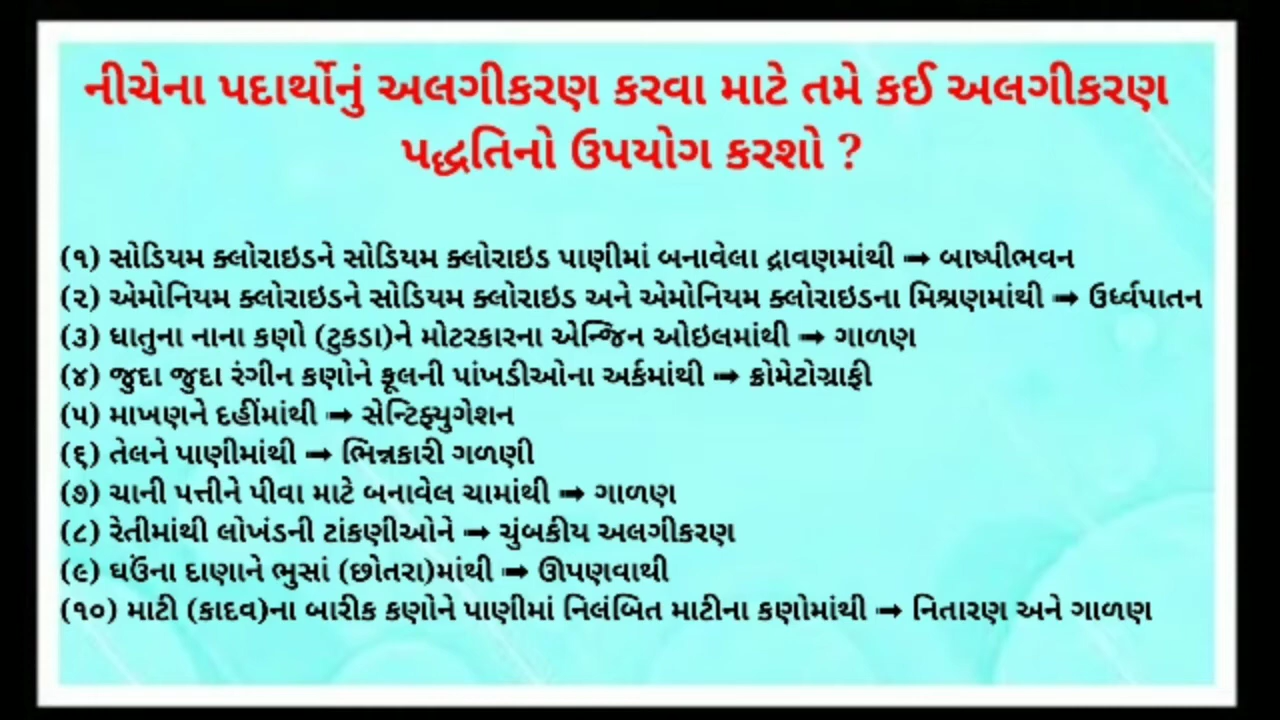 નીચેના પદાર્થોનું અલગીકરણ કરવા માટે તમે કઈ અલગીકરણ
પદ્ધતિનો ઉપયોગ કરશો ?
(૧) સોડિયમ ક્લોરાઇડને સોડિયમ ક્લોરાઇડ પાણીમાં બનાવેલા દ્રાવણમાંથી ➡ બાષ્પીભવન
(૨) એમોનિયમ ક્લોરાઇડને સોડિયમ ક્લોરાઇડ અને એમોનિયમ ક્લોરાઇડના મિશ્રણમાંથી ➡ ઉર્ધ્વપાતન
(૩) ધાતુના નાના કણો (ટુકડા)ને મોટરકારના એન્જિન ઓઇલમાંથી ➡ ગાળણ
(૪) જુદા જુદા રંગીન કણોને ફૂલની પાંખડીઓના અર્કમાંથી ➡ ક્રોમેટોગ્રાફી
(૫) માખણને દહીંમાંથી ➡ સેન્ટિફ્યુગેશન
(૬) તેલને પાણીમાંથી ➡ ભિન્નકારી ગળણી
(૭) ચાની પત્તીને પીવા માટે બનાવેલ ચામાંથી ➡ ગાળણ
(૮) રેતીમાંથી લોખંડની ટાંકણીઓને ➡ ચુંબકીય અલગીકરણ
(૯) ઘઉંના દાણાને ભુસાં (છોતરા)માંથી ➡ ઊપણવાથી
(૧૦) માટી (કાદવ)ના બારીક કણોને પાણીમાં નિલંબિત માટીના કણોમાંથી ➡ નિતારણ અને ગાળણ